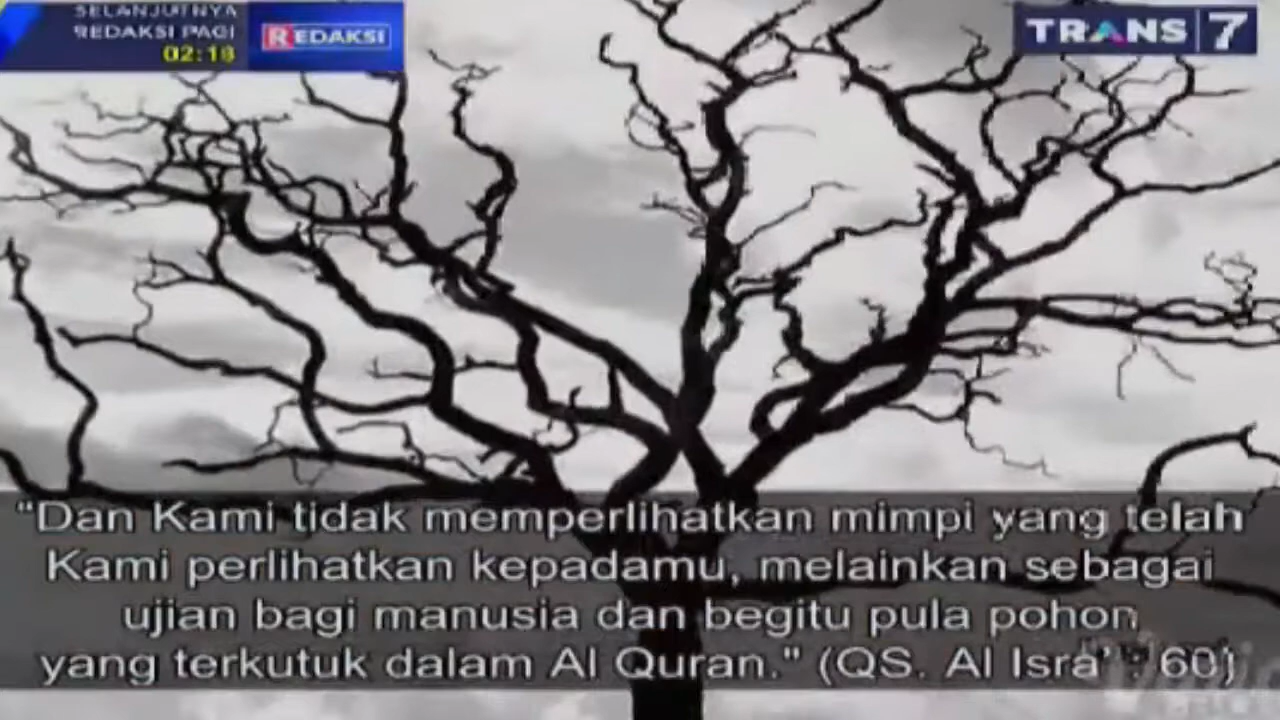 SELANJUTNYA
REDAKSI PAGI
02:18
REDAKSI
TRANS 7
"Dan Kami tidak memperlihatkan mimpi yang telah
Kami perlihatkan kepadamu, melainkan sebagai
ujian bagi manusia dan begitu pula pohon
yang terkutuk dalam Al Quran." (QS. Al Isra' : 60)